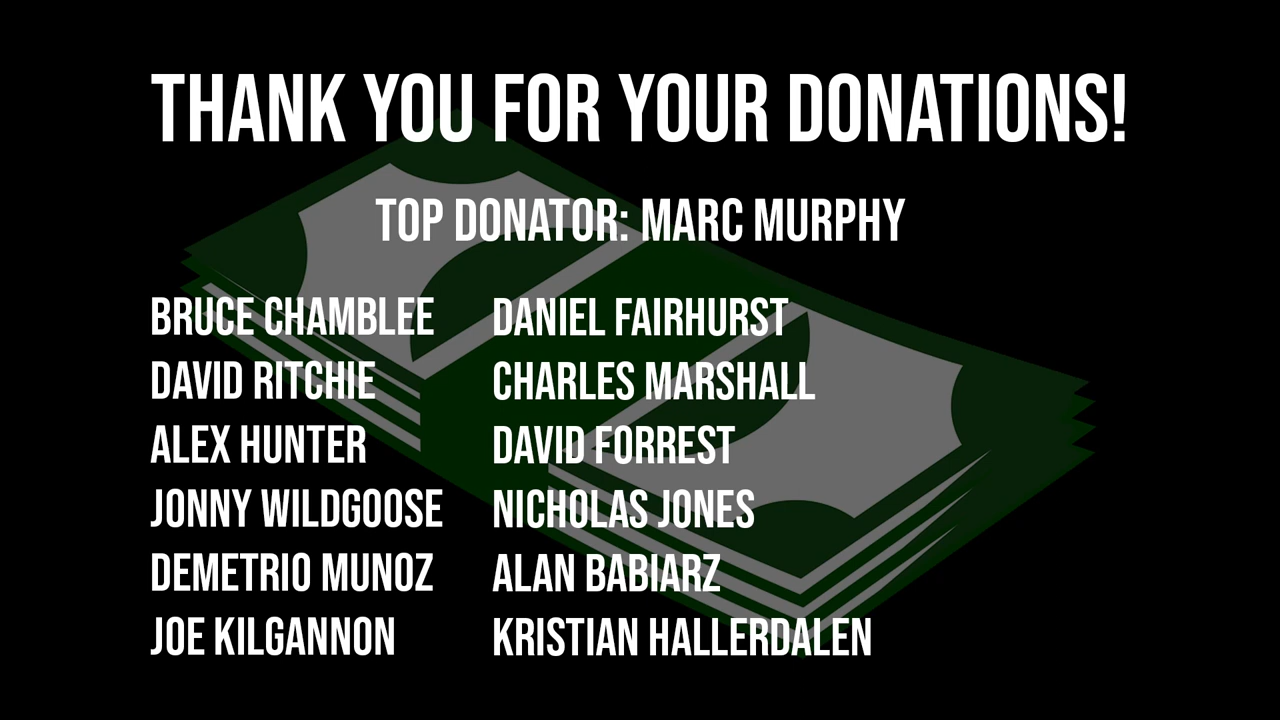 THANK YOU FOR YOUR DONATIONS!
TOP DONATOR: MARC MURPHY
BRUCE CHAMBLEE
DAVID RITCHIE
ALEX HUNTER
JONNY WILDGOOSE
DEMETRIO MUNOZ
JOE KILGANNON
DANIEL FAIRHURST
CHARLES MARSHALL
DAVID FORREST
NICHOLAS JONES
ALAN BABIARZ
KRISTIAN HALLERDALEN